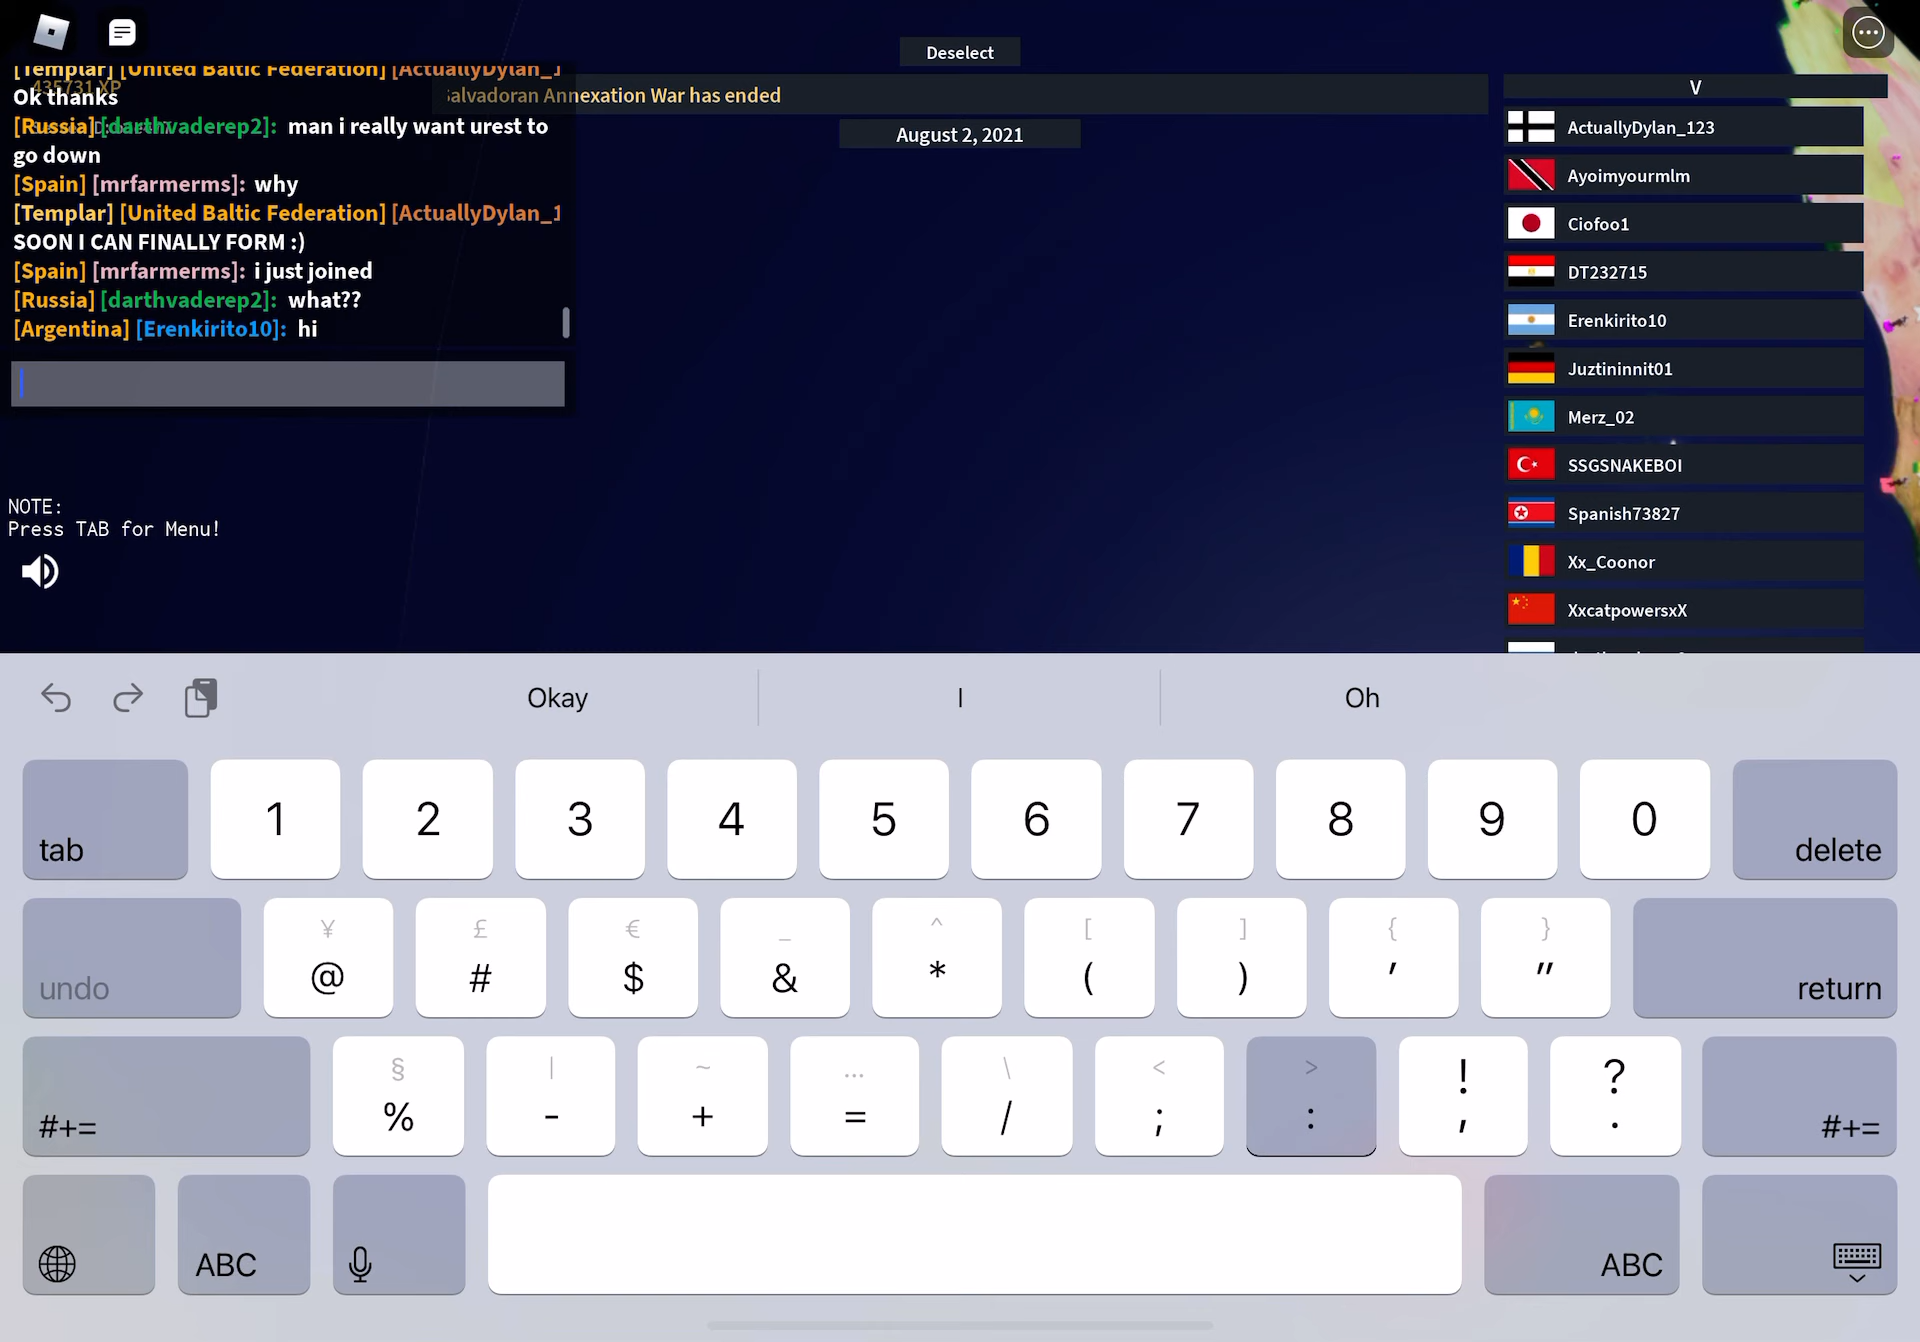 Deselect
[Templar] [United Baltic Federation] [ActuallyDylan_1
435731 XP
Ok thanks
[Russia] [darthvaderep2]: man i really want urest to
go down
[Spain] [mrfarmerms]: why
[Templar] [United Baltic Federation] [ActuallyDylan_1
SOON I CAN FINALLY FORM :)
[Spain] [mrfarmerms]: i just joined
[Russia] [darthvaderep2]: what??
[Argentina] [Erenkirito10]: hi
Salvadoran Annexation War has ended
August 2, 2021
V
ActuallyDylan_123
Ayoimyourmlm
Ciofoo1
DT232715
Erenkirito10
Juztininnit01
Merz_02
SSGSNAKEBOI
Spanish73827
Xx_Coonor
XxcatpowersxX
NOTE:
Press TAB for Menu!
Okay I Oh
tab 1 2 3 4 5 6 7 8 9 0 delete
¥ £ € _ ^ [ ] { }
undo @ # $ & * ( ) ' " return
§ | ~ … \ < > ! ?
#+= % - + = / ; : , . #+=
ABC ABC